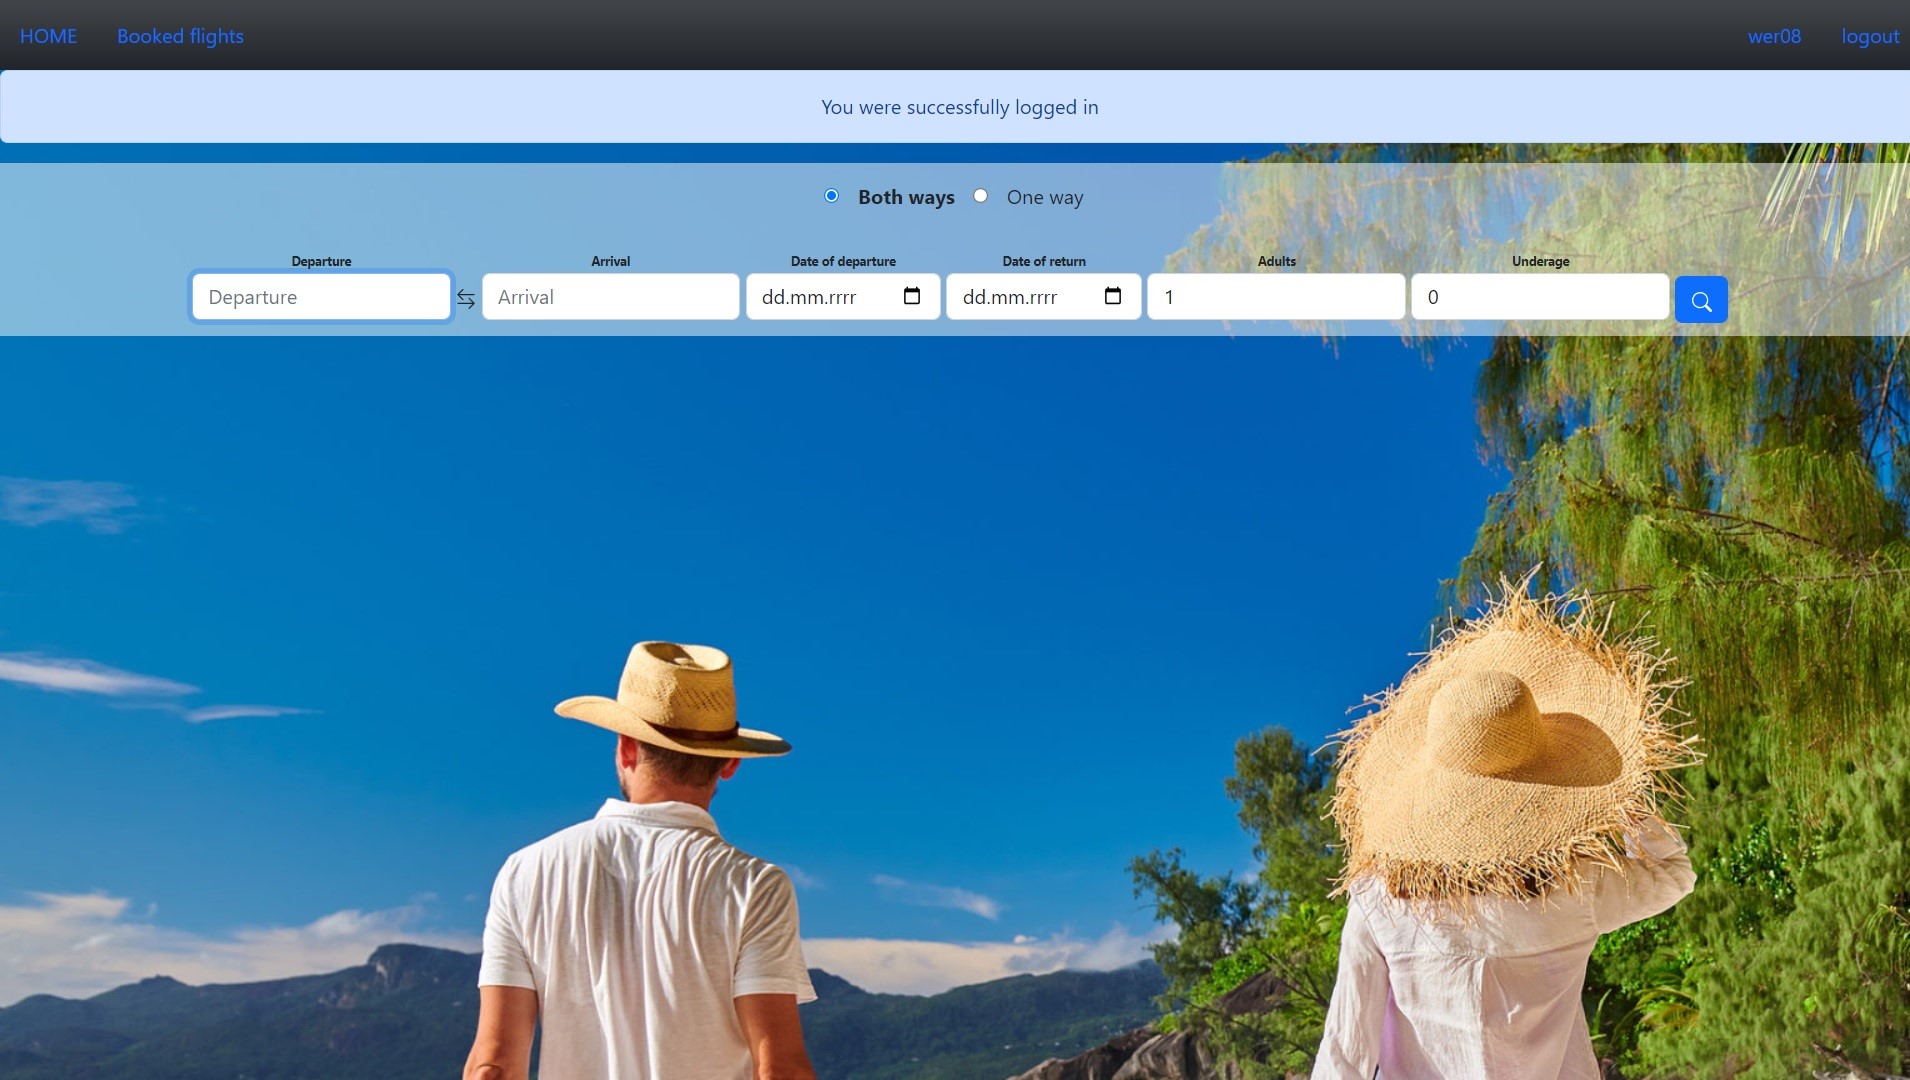 HOME Booked flights wer08 logout
You were successfully logged in
Both ways One way
Departure Arrival Date of departure Date of return Adults Underage
Departure Arrival dd.mm.rrrr dd.mm.rrrr 1 0